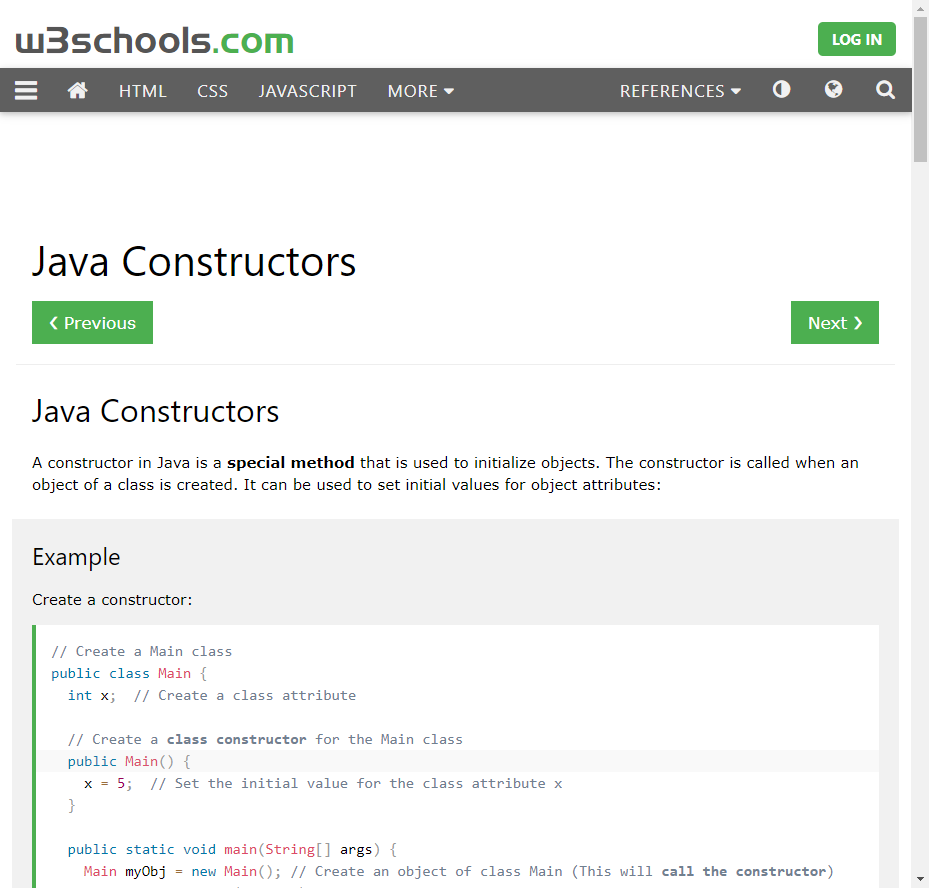 w3schools.com
LOG IN
HTML CSS JAVASCRIPT MORE REFERENCES
Java Constructors
❮ Previous
Next ❯
Java Constructors
A constructor in Java is a special method that is used to initialize objects. The constructor is called when an
object of a class is created. It can be used to set initial values for object attributes:
Example
Create a constructor:
// Create a Main class
public class Main {
  int x;  // Create a class attribute
  // Create a class constructor for the Main class
  public Main() {
    x = 5;  // Set the initial value for the class attribute x
  }
  public static void main(String[] args) {
    Main myObj = new Main(); // Create an object of class Main (This will call the constructor)